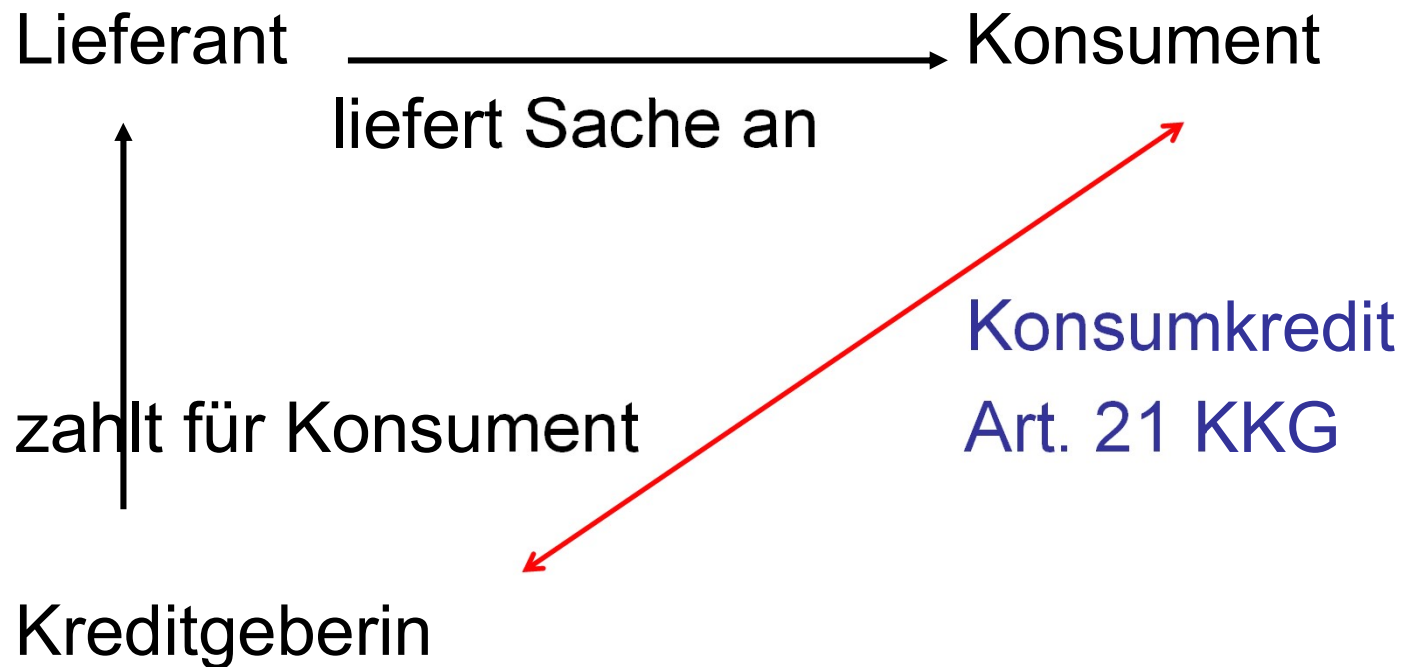 Lieferant
Konsument
liefert Sache an
Konsumkredit
zahlt für Konsument
Art. 21 KKG
Kreditgeberin